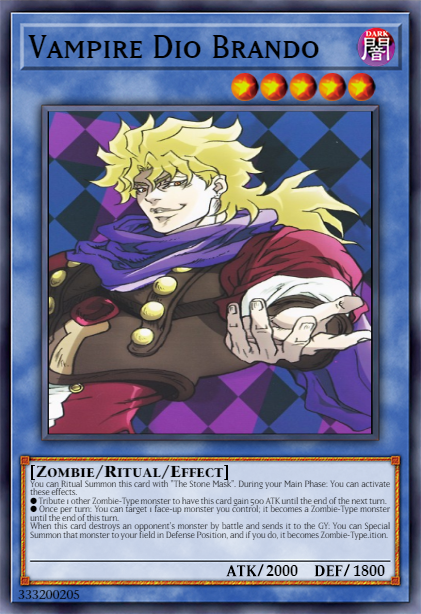 Vampire Dio Brando
DARK
闇
[Zombie/Ritual/Effect]
You can Ritual Summon this card with "The Stone Mask". During your Main Phase: You can activate
these effects.
● Tribute 1 other Zombie-Type monster to have this card gain 500 ATK until the end of the next turn.
● Once per turn: You can target 1 face-up monster you control; it becomes a Zombie-Type monster
until the end of this turn.
When this card destroys an opponent's monster by battle and sends it to the GY: You can Special
Summon that monster to your field in Defense Position, and if you do, it becomes Zombie-Type.ition.
ATK/2000 DEF/1800
333200205